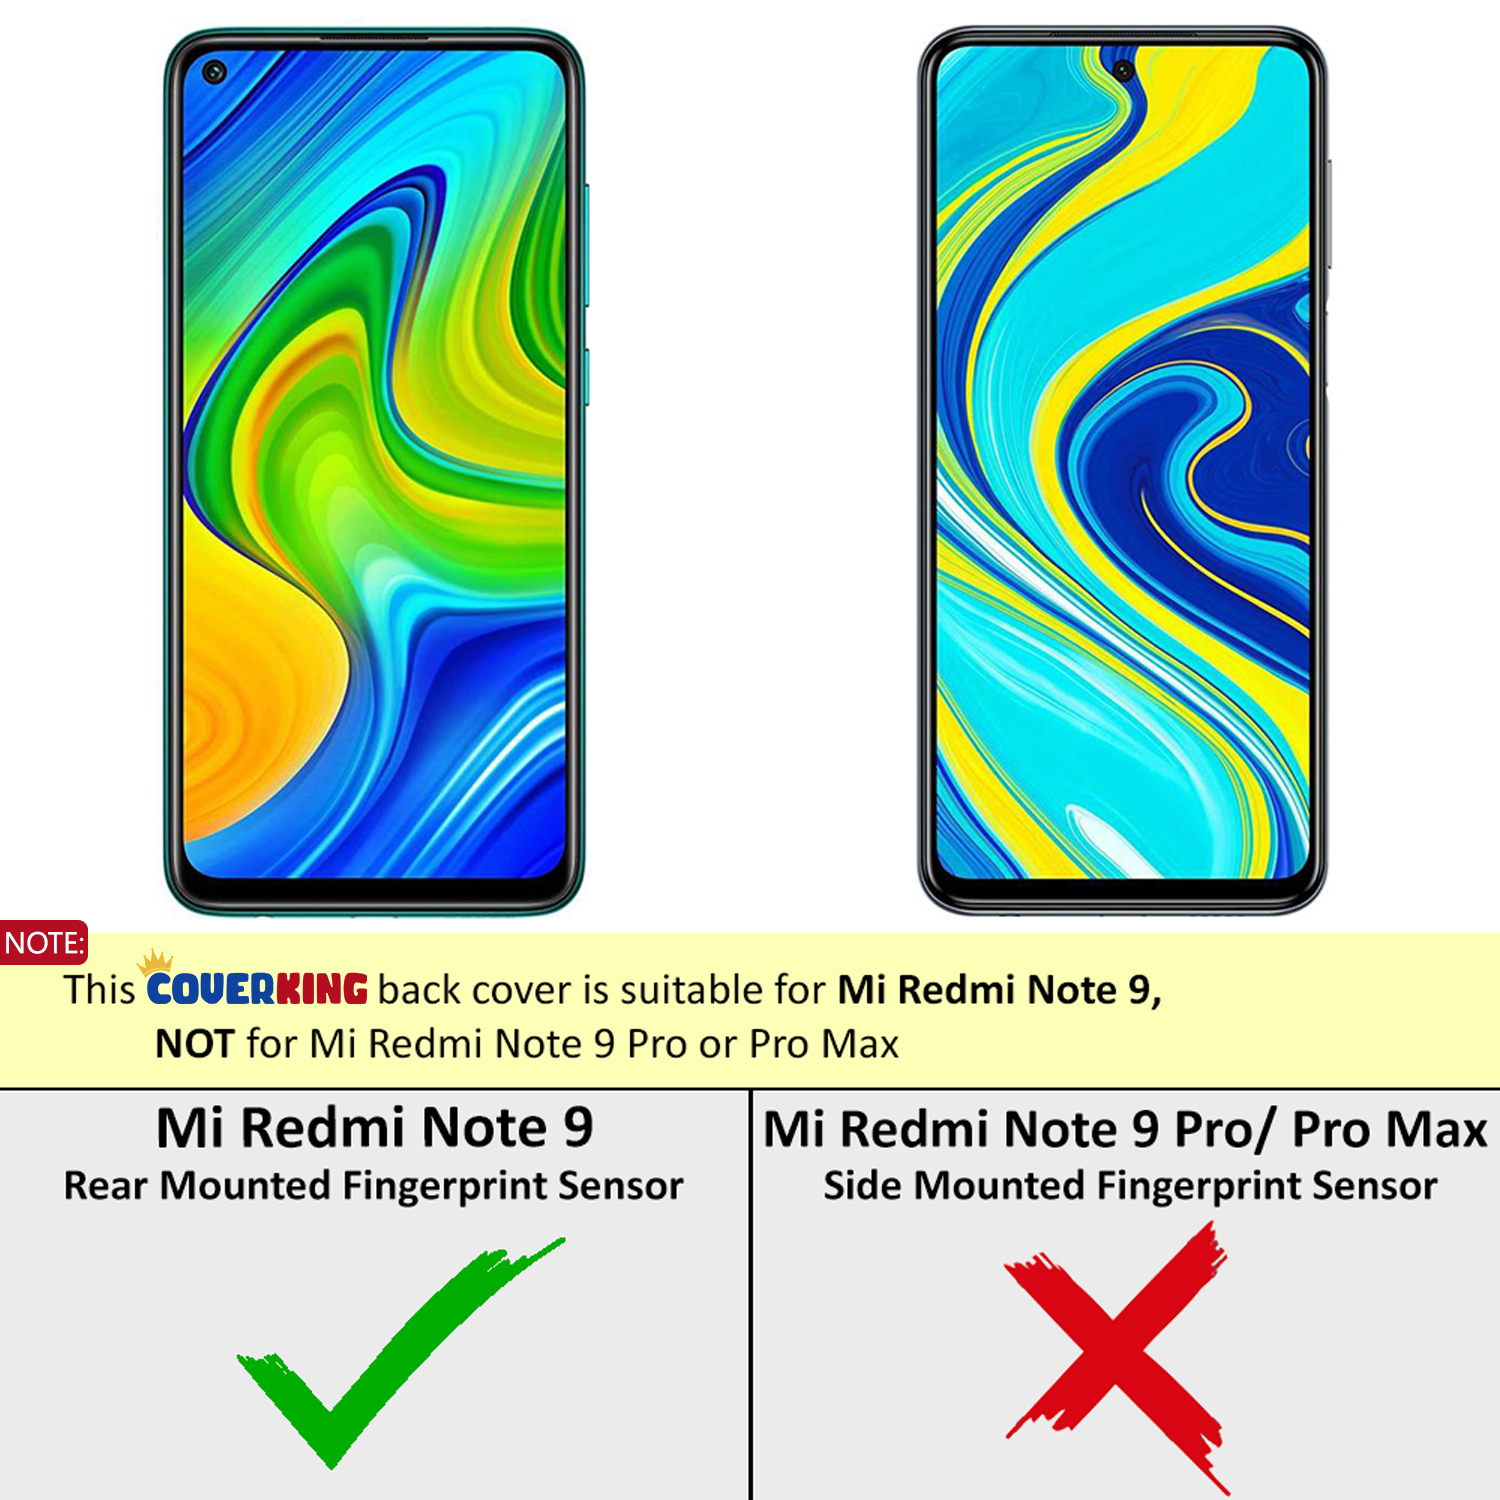 NOTE:
This COVERKING back cover is suitable for Mi Redmi Note 9,
NOT for Mi Redmi Note 9 Pro or Pro Max
Mi Redmi Note 9
Rear Mounted Fingerprint Sensor
Mi Redmi Note 9 Pro/ Pro Max
Side Mounted Fingerprint Sensor